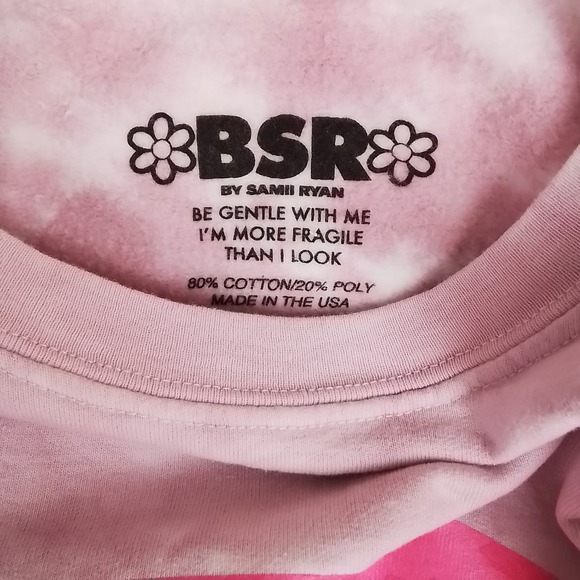 BSR
BY SAMII RYAN
BE GENTLE WITH ME
I'M MORE FRAGILE
THAN I LOOK
80% COTTON/20% POLY
MADE IN THE USA